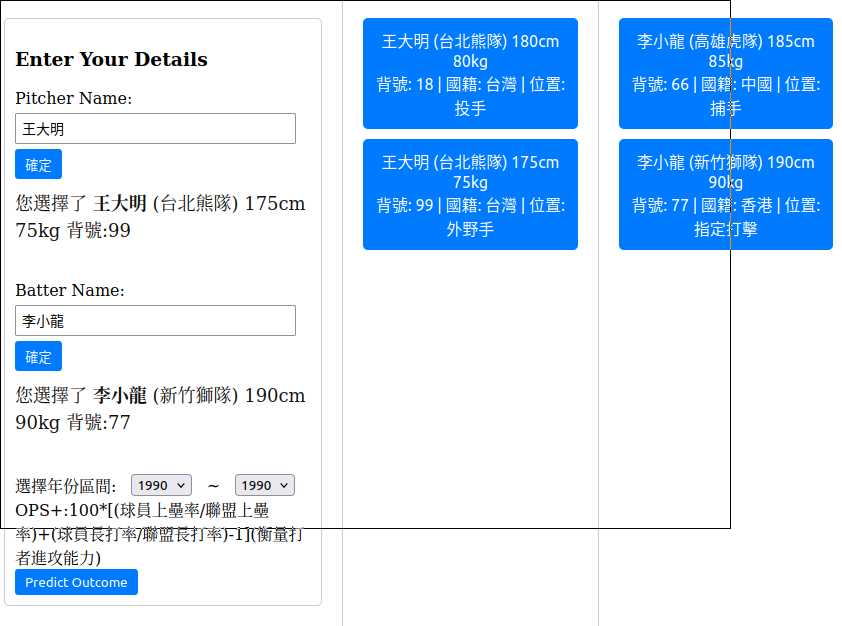 Enter Your Details
Pitcher Name:
王大明
確定
您選擇了 王大明 (台北熊隊) 175cm
75kg 背號:99
Batter Name:
李小龍
確定
您選擇了 李小龍 (新竹獅隊) 190cm
90kg 背號:77
選擇年份區間: 1990 ~ 1990
OPS+:100*[(球員上壘率/聯盟上壘
率)+(球員長打率/聯盟長打率)-1](衡量打
者進攻能力)
Predict Outcome
王大明 (台北熊隊) 180cm
80kg
背號: 18 | 國籍: 台灣 | 位置:
投手
王大明 (台北熊隊) 175cm
75kg
背號: 99 | 國籍: 台灣 | 位置:
外野手
李小龍 (高雄虎隊) 185cm
85kg
背號: 66 | 國籍: 中國 | 位置:
捕手
李小龍 (新竹獅隊) 190cm
90kg
背號: 77 | 國籍: 香港 | 位置:
指定打擊